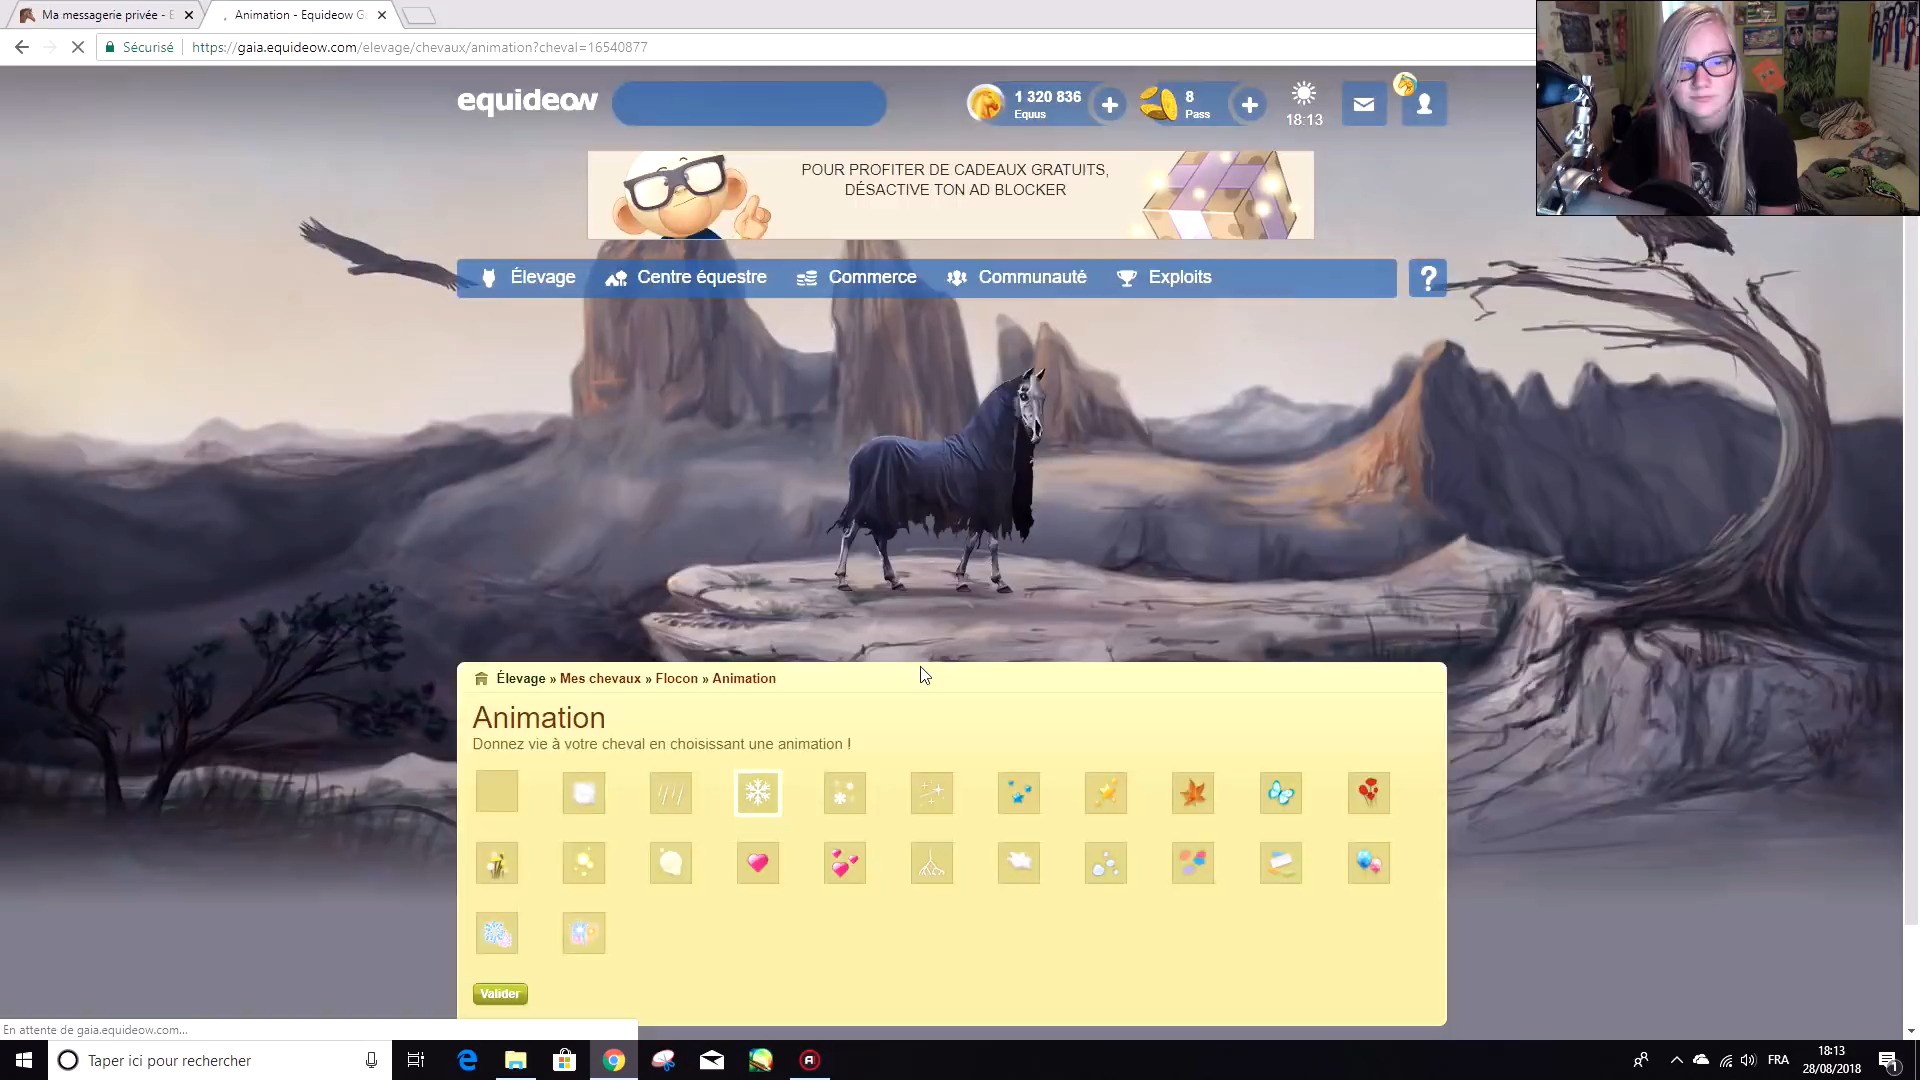 Ma messagerie privée - E
Animation - Equideow G
Sécurisé
https://gaia.equideow.com/elevage/chevaux/animation?cheval=16540877
equideow
1 320 836
Equus
8
Pass
18:13
POUR PROFITER DE CADEAUX GRATUITS,
DÉSACTIVE TON AD BLOCKER
Élevage
Centre équestre
Commerce
Communauté
Exploits
?
Élevage » Mes chevaux » Flocon » Animation
Animation
Donnez vie à votre cheval en choisissant une animation !
Valider
En attente de gaia.equideow.com...
Taper ici pour rechercher
FRA
18:13
28/08/2018
1